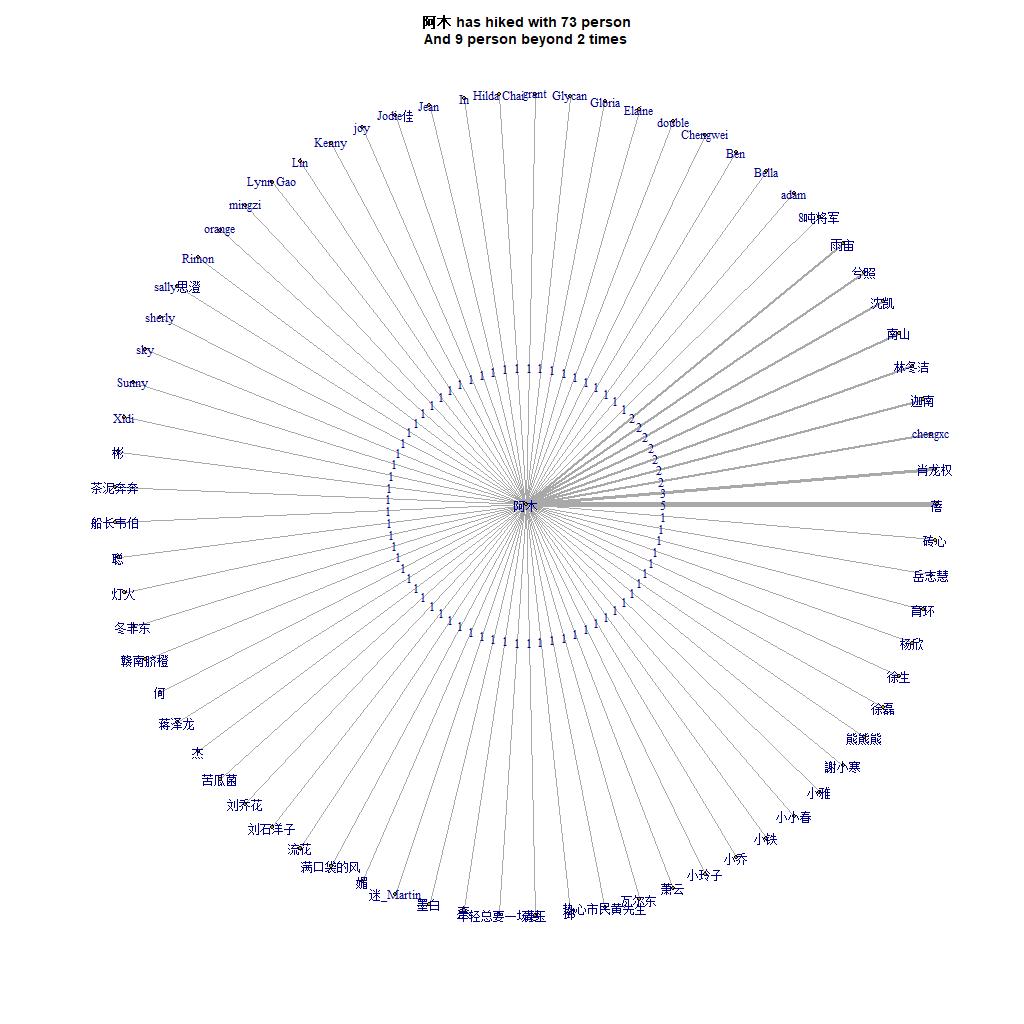 阿木 has hiked with 73 person
And 9 person beyond 2 times
In
Hilda Chai
grant
Glycan
Gloria
Elaine
double
Chengwei
Ben
Bella
adam
8吨将军
雨宙
兮照
沈凯
南山
林冬洁
迦南
chengxc
肖龙权
蓓
砖心
岳志慧
育环
杨欣
徐生
徐磊
熊熊熊
謝小寒
小雅
小小春
小铁
小乔
小玲子
萧云
瓦尔东
热心市民黄先生
年轻总要一场
墨白
迷_Martin
媚
满口袋的风
流花
刘石洋子
刘乔花
苦瓜菌
杰
蒋泽龙
何
赣南脐橙
冬非东
灯火
聪
船长韦伯
茶泥奔奔
彬
Xidi
Sunny
sky
sherly
sally思澄
Rimon
orange
mingzi
Lynn Gao
Lin
Kenny
joy
Jodie佳
Jean
阿木
1 1 1 1 1 1 1 1 1 1 1
2
2
2
2
2
2
2
3
5
1 1 1 1 1 1 1 1 1 1 1 1 1 1 1 1 1 1 1 1 1 1 1 1 1 1 1 1 1 1 1 1 1 1 1 1 1 1 1 1 1 1 1 1 1 1 1 1 1 1 1 1 1